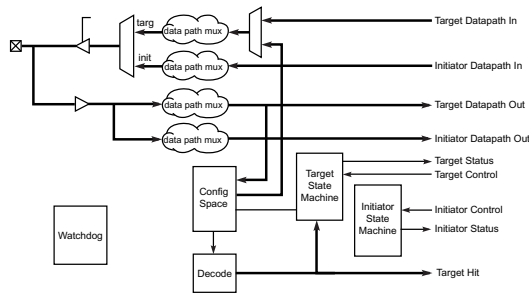 targ
data path mux
Target Datapath In
init
data path mux
Initiator Datapath In
data path mux
Target Datapath Out
data path mux
Initiator Datapath Out
Config
Space
Target
State
Machine
Target Status
Target Control
Initiator
State
Machine
Initiator Control
Initiator Status
Watchdog
Decode
Target Hit